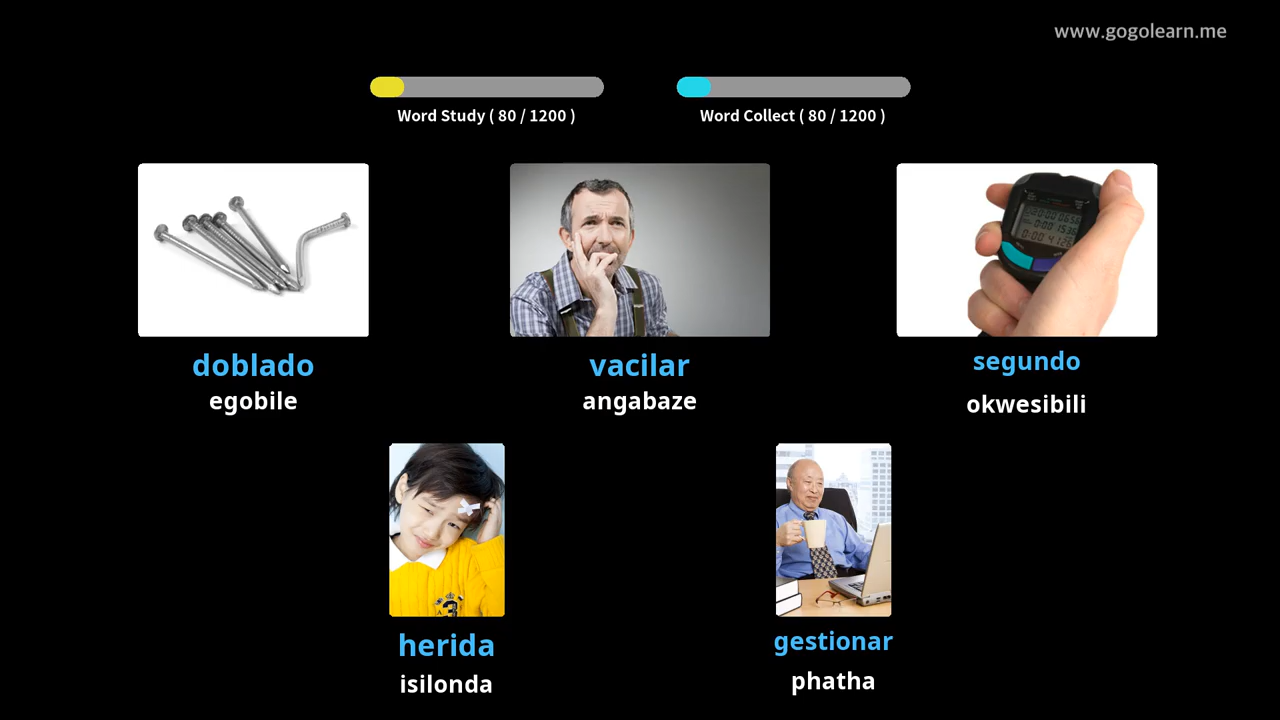 www.gogolearn.me
Word Study ( 80 / 1200 )
Word Collect ( 80 / 1200 )
doblado
egobile
vacilar
angabaze
segundo
okwesibili
herida
isilonda
gestionar
phatha